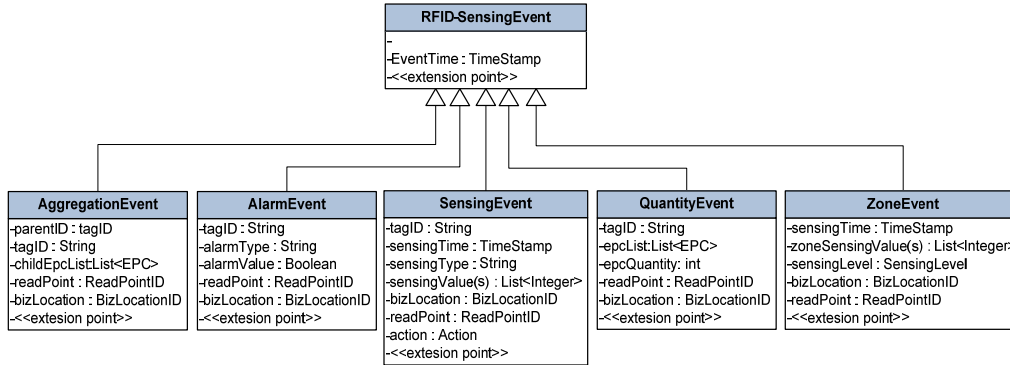 RFID-SensingEvent
-
-EventTime : TimeStamp
-<<extension point>>
AggregationEvent
-parentID : tagID
-tagID : String
-childEpcList:List<EPC>
-readPoint : ReadPointID
-bizLocation : BizLocationID
-<<extesion point>>
AlarmEvent
-tagID : String
-alarmType : String
-alarmValue : Boolean
-readPoint : ReadPointID
-bizLocation : BizLocationID
-<<extesion point>>
SensingEvent
-tagID : String
-sensingTime : TimeStamp
-sensingType : String
-sensingValue(s) : List<Integer>
-bizLocation : BizLocationID
-readPoint : ReadPointID
-action : Action
-<<extesion point>>
QuantityEvent
-tagID : String
-epcList:List<EPC>
-epcQuantity: int
-readPoint : ReadPointID
-bizLocation : BizLocationID
-<<extesion point>>
ZoneEvent
-sensingTime : TimeStamp
-zoneSensingValue(s) : List<Integer>
-sensingLevel : SensingLevel
-bizLocation : BizLocationID
-readPoint : ReadPointID
-<<extesion point>>